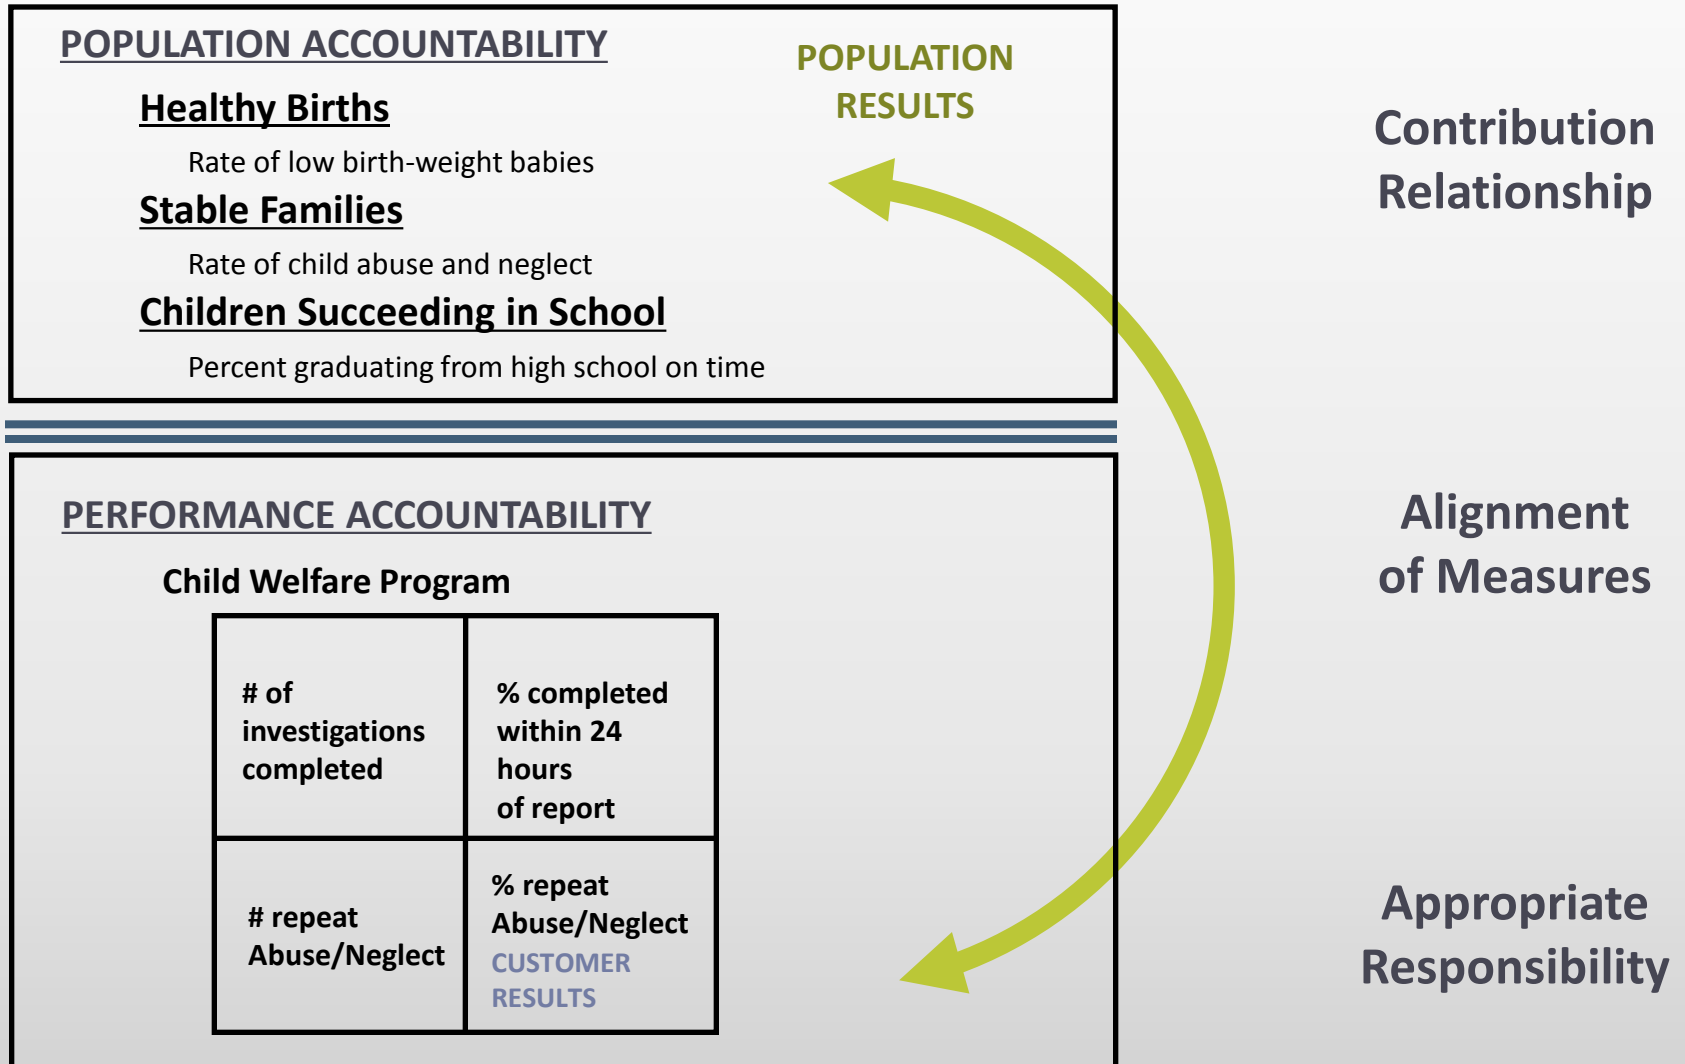 POPULATION ACCOUNTABILITY
POPULATION
RESULTS
Healthy Births
Rate of low birth-weight babies
Stable Families
Rate of child abuse and neglect
Children Succeeding in School
Percent graduating from high school on time
Contribution
Relationship
PERFORMANCE ACCOUNTABILITY
Child Welfare Program
# of
investigations
completed
% completed
within 24
hours
of report
# repeat
Abuse/Neglect
% repeat
Abuse/Neglect
CUSTOMER
RESULTS
Alignment
of Measures
Appropriate
Responsibility